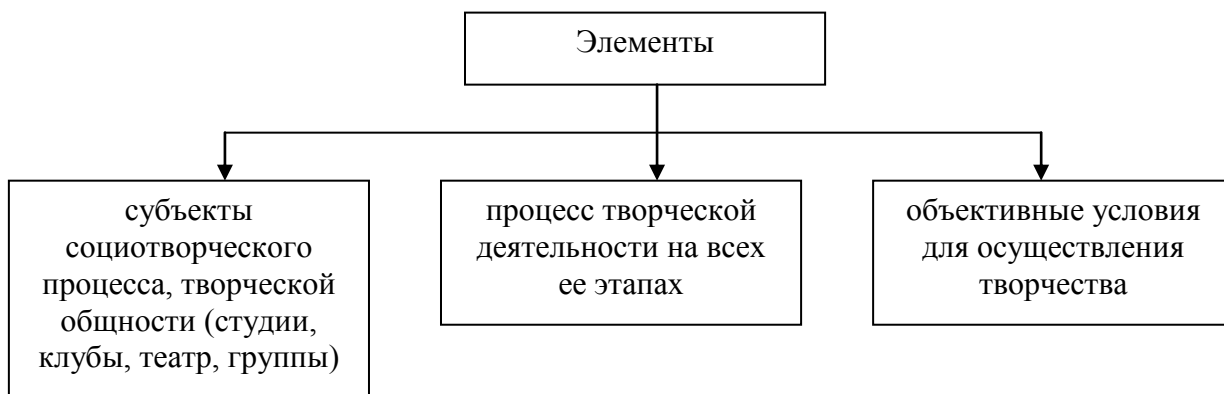 Элементы
субъекты
социотворческого
процесса, творческой
общности (студии,
клубы, театр, группы)
процесс творческой
деятельности на всех
ее этапах
объективные условия
для осуществления
творчества